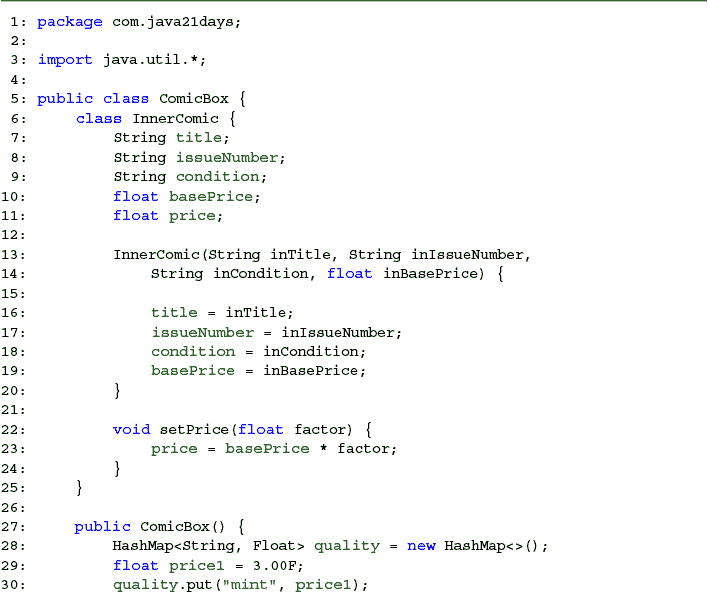 1: package com.java21days;
2:
3: import java.util.*;
4:
5: public class ComicBox {
6:     class InnerComic {
7:         String title;
8:         String issueNumber;
9:         String condition;
10:         float basePrice;
11:         float price;
12:
13:         InnerComic(String inTitle, String inIssueNumber,
14:             String inCondition, float inBasePrice) {
15:
16:             title = inTitle;
17:             issueNumber = inIssueNumber;
18:             condition = inCondition;
19:             basePrice = inBasePrice;
20:         }
21:
22:         void setPrice(float factor) {
23:             price = basePrice * factor;
24:         }
25:     }
26:
27:     public ComicBox() {
28:         HashMap<String, Float> quality = new HashMap<>();
29:         float price1 = 3.00F;
30:         quality.put("mint", price1);